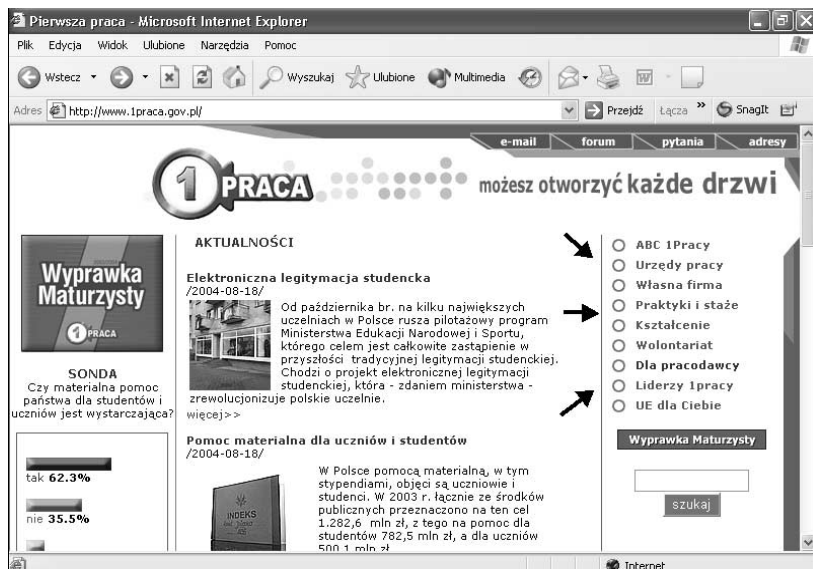 Pierwsza praca - Microsoft Internet Explorer
Plik Edycja Widok Ulubione Narzędzia Pomoc
Wstecz Wyszukaj Ulubione Multimedia
Adres http://www.1praca.gov.pl/ Przejdź Łącza » SnagIt
e-mail forum pytania adresy
1 PRACA możesz otworzyć każde drzwi
Wyprawka
Maturzysty
1 PRACA
SONDA
Czy materialna pomoc
państwa dla studentów i
uczniów jest wystarczająca?
tak 62.3%
nie 35.5%
AKTUALNOŚCI
Elektroniczna legitymacja studencka
/2004-08-18/
Od października br. na kilku największych
uczelniach w Polsce rusza pilotażowy program
Ministerstwa Edukacji Narodowej i Sportu,
którego celem jest całkowite zastąpienie w
przyszłości tradycyjnej legitymacji studenckiej.
Chodzi o projekt elektronicznej legitymacji
studenckiej, która - zdaniem ministerstwa -
zrewolucjonizuje polskie uczelnie.
więcej>>
Pomoc materialna dla uczniów i studentów
/2004-08-18/
INDEKS
W Polsce pomocą materialną, w tym
stypendiami, objęci są uczniowie i
studenci. W 2003 r. łącznie ze środków
publicznych przeznaczono na ten cel
1.282,6 mln zł, z tego na pomoc dla
studentów 782,5 mln zł, a dla uczniów
500,1 mln zł
ABC 1Pracy
Urzędy pracy
Własna firma
Praktyki i staże
Kształcenie
Wolontariat
Dla pracodawcy
Liderzy 1pracy
UE dla Ciebie
Wyprawka Maturzysty
szukaj
Internet